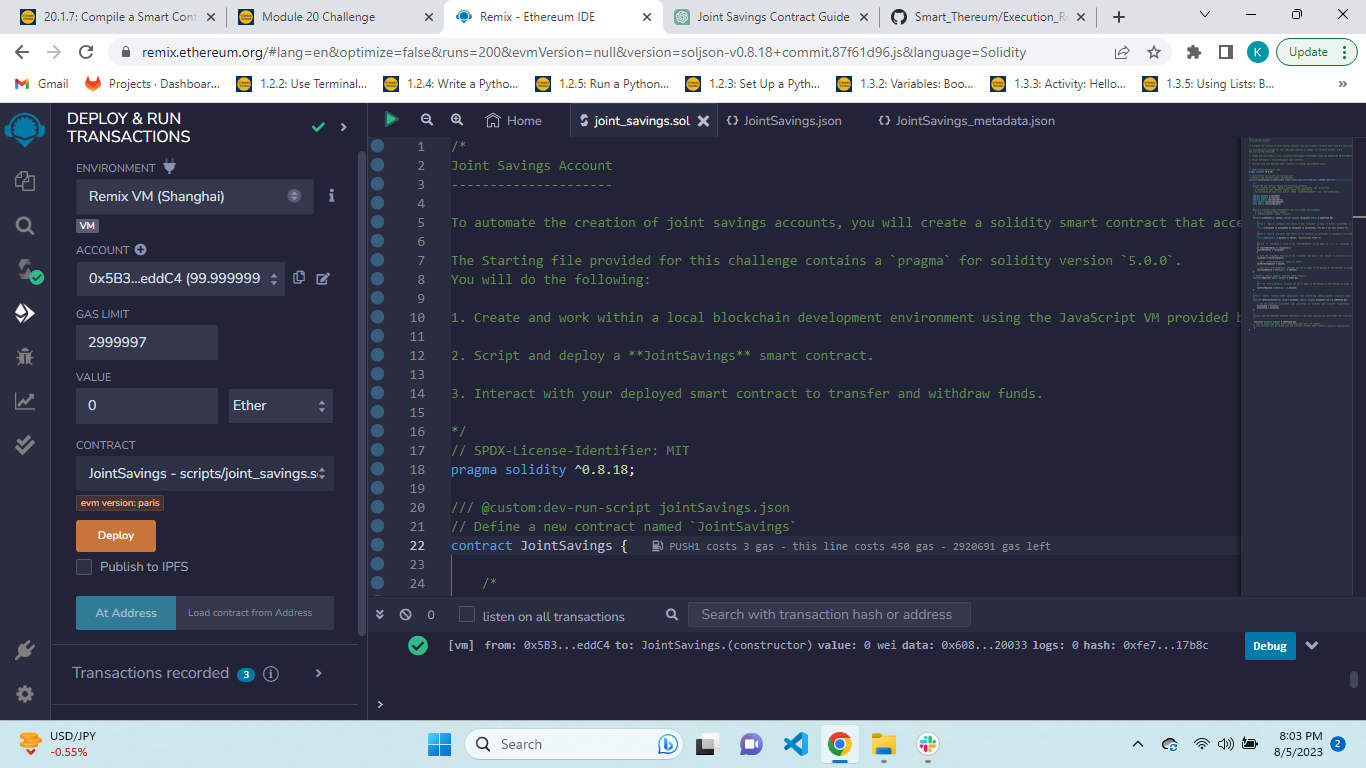 20.1.7: Compile a Smart Cont
Module 20 Challenge
Remix - Ethereum IDE
Joint Savings Contract Guide
Smart_Thereum/Execution_R
remix.ethereum.org/#lang=en&optimize=false&runs=200&evmVersion=null&version=soljson-v0.8.18+commit.87f61d96.js&language=Solidity
K
Update
Gmail
Projects · Dashboar...
1.2.2: Use Terminal...
1.2.4: Write a Pytho...
1.2.5: Run a Python...
1.2.3: Set Up a Pyth...
1.3.2: Variables: Boo...
1.3.3: Activity: Hello...
1.3.5: Using Lists: B...
DEPLOY & RUN
TRANSACTIONS
ENVIRONMENT
Remix VM (Shanghai)
VM
ACCOUNT
0x5B3...eddC4 (99.999999
GAS LIMIT
2999997
VALUE
0
Ether
CONTRACT
JointSavings - scripts/joint_savings.s
evm version: paris
Deploy
Publish to IPFS
At Address
Load contract from Address
Transactions recorded 3
Home
joint_savings.sol
JointSavings.json
JointSavings_metadata.json
1 /*
2 Joint Savings Account
3 ---------------------
4
5 To automate the creation of joint savings accounts, you will create a solidity smart contract that acce
6
7 The Starting file provided for this challenge contains a `pragma` for solidity version `5.0.0`.
8 You will do the following:
9
10 1. Create and work within a local blockchain development environment using the JavaScript VM provided b
11
12 2. Script and deploy a **JointSavings** smart contract.
13
14 3. Interact with your deployed smart contract to transfer and withdraw funds.
15
16 */
17 // SPDX-License-Identifier: MIT
18 pragma solidity ^0.8.18;
19
20 /// @custom:dev-run-script jointSavings.json
21 // Define a new contract named `JointSavings`
22 contract JointSavings { PUSH1 costs 3 gas - this line costs 450 gas - 2920691 gas left
23
24 /*
0
listen on all transactions
Search with transaction hash or address
[vm] from: 0x5B3...eddC4 to: JointSavings.(constructor) value: 0 wei data: 0x608...20033 logs: 0 hash: 0xfe7...17b8c
Debug
>
USD/JPY
-0.55%
Search
8:03 PM
8/5/2023
2